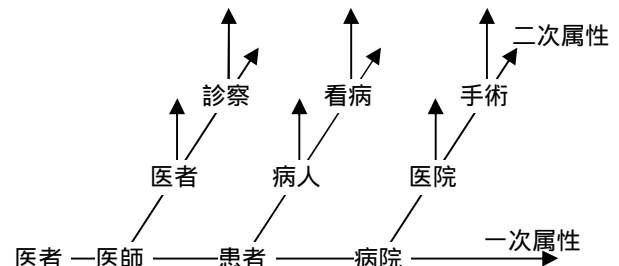 二次属性
診察 看病 手術
医者 病人 医院
一次属性
医者 医師 患者 病院